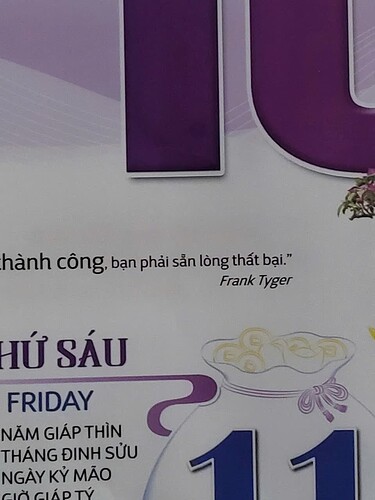 10
thành công, bạn phải sẵn lòng thất bại.”
Frank Tyger
HỨ SÁU
FRIDAY
NĂM GIÁP THÌN
THÁNG ĐINH SỬU
NGÀY KỶ MÃO
GIỜ GIÁP TÝ
11